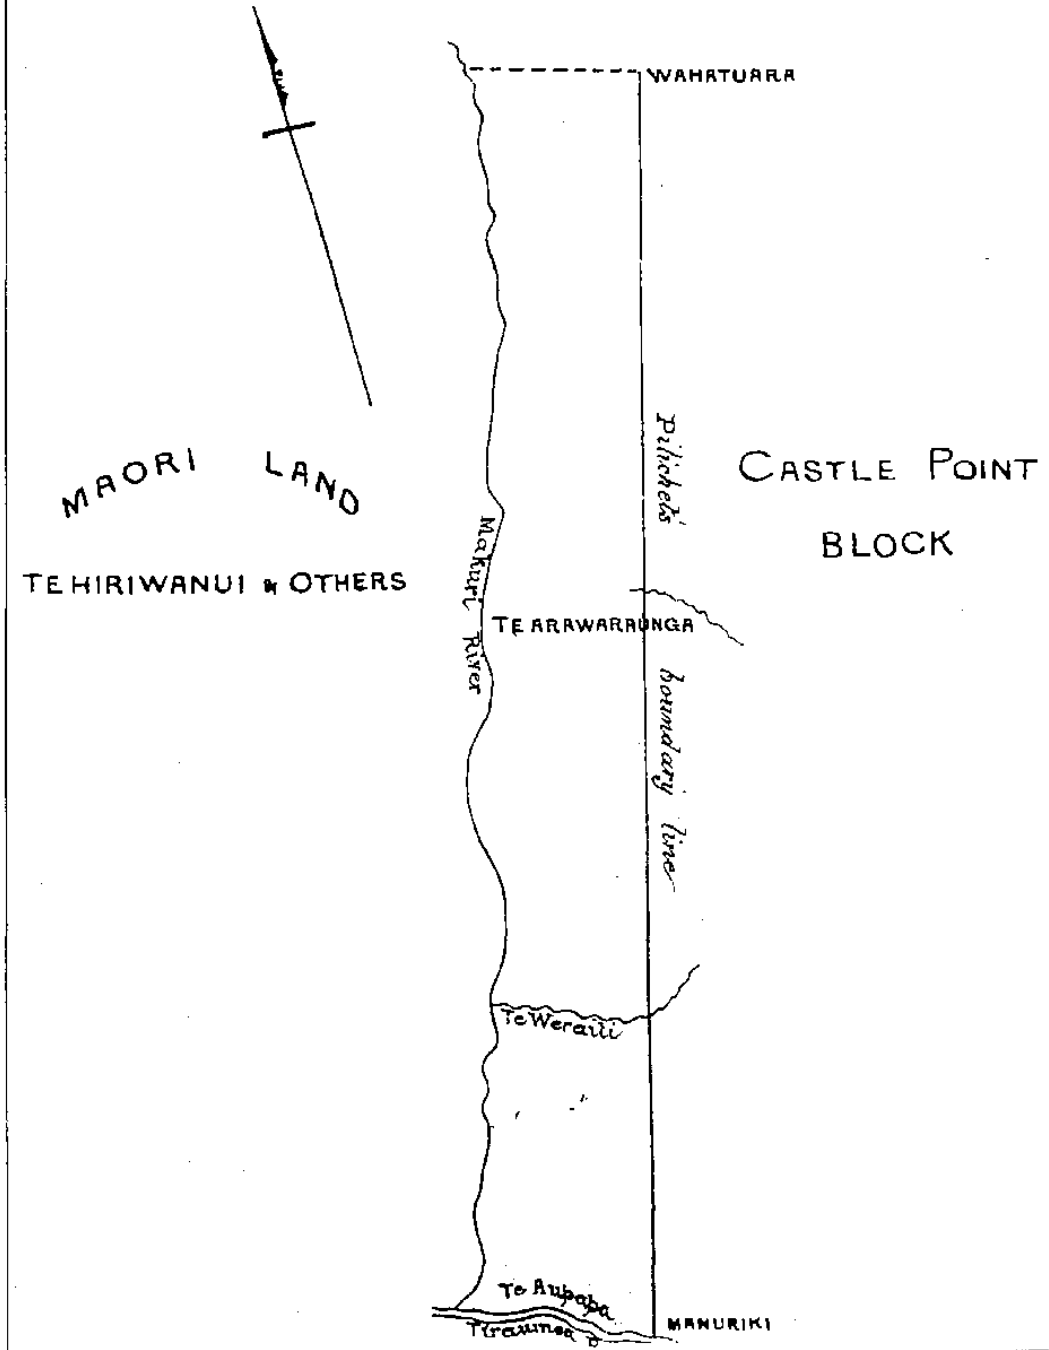 WAHATUARA
MAORI LAND
TE HIRIWANUI & OTHERS
CASTLE POINT
BLOCK
Makuri River
TE ARAWARAUNGA
boundary line
Te Weraiti
Te Aupapa
Tiraumea
MANURIKI